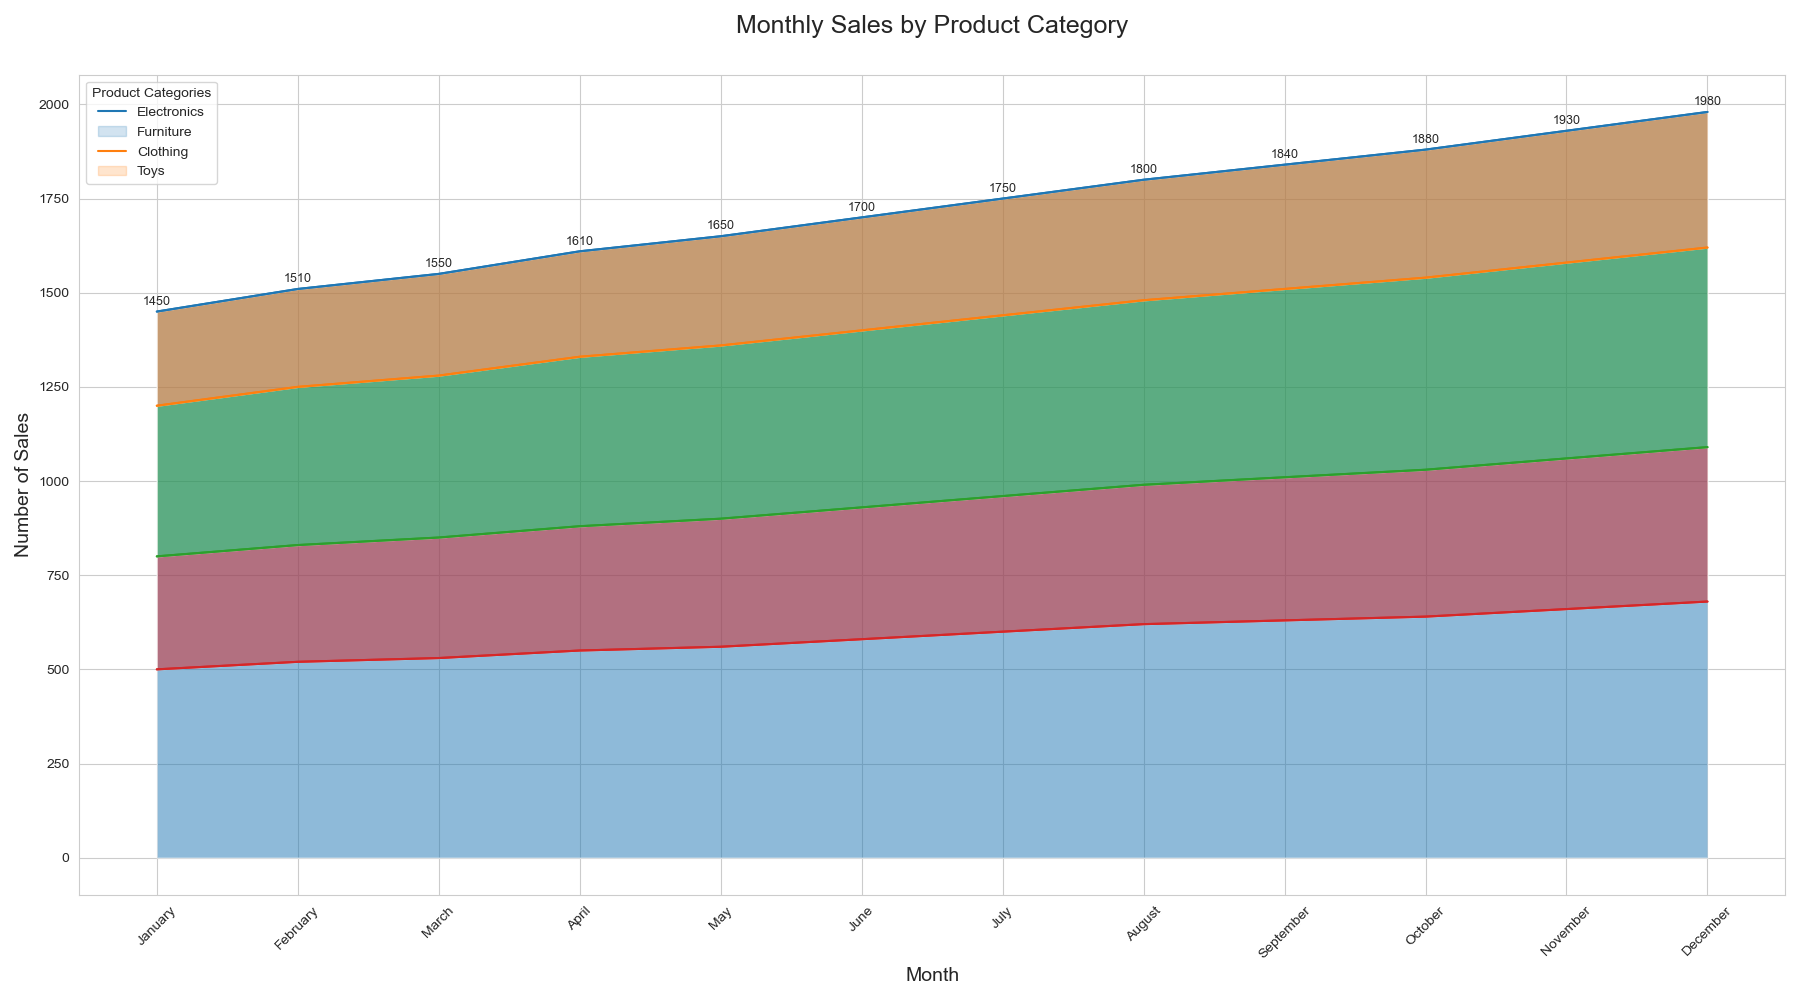 Monthly Sales by Product Category
Product Categories
Electronics
Furniture
Clothing
Toys
2000
1750
1500
1250
1000
750
500
250
0
Number of Sales
1450
1510
1550
1610
1650
1700
1750
1800
1840
1880
1930
1980
January
February
March
April
May
June
July
August
September
October
November
December
Month